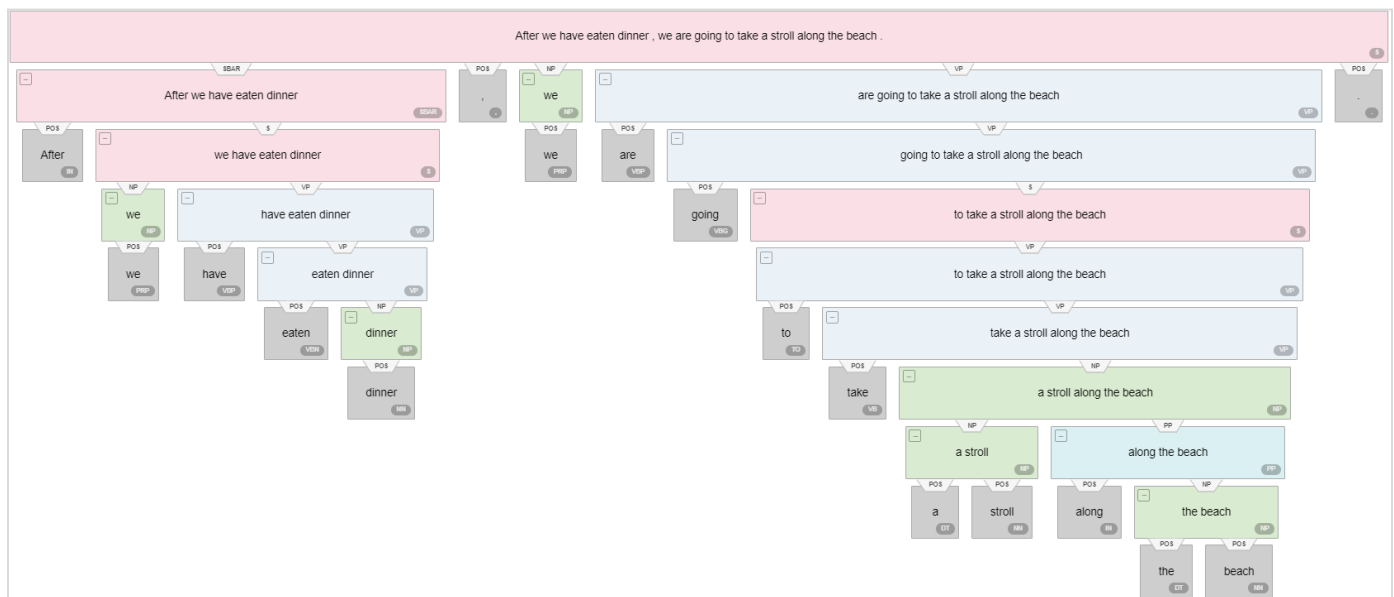 After we have eaten dinner , we are going to take a stroll along the beach .
S
SBAR POS NP VP POS
After we have eaten dinner , we are going to take a stroll along the beach .
SBAR , NP VP .
POS S POS POS VP
After we have eaten dinner we are going to take a stroll along the beach
IN S PRP VBP VP
NP VP POS S
we have eaten dinner going to take a stroll along the beach
NP VP VBG S
POS POS VP VP
we have eaten dinner to take a stroll along the beach
PRP VBP VP VP
POS NP POS VP
eaten dinner to take a stroll along the beach
VBN NP TO VP
POS POS NP
dinner take a stroll along the beach
NN VB NP
NP PP
a stroll along the beach
NP PP
POS POS POS NP
a stroll along the beach
DT NN IN NP
POS POS
the beach
DT NN